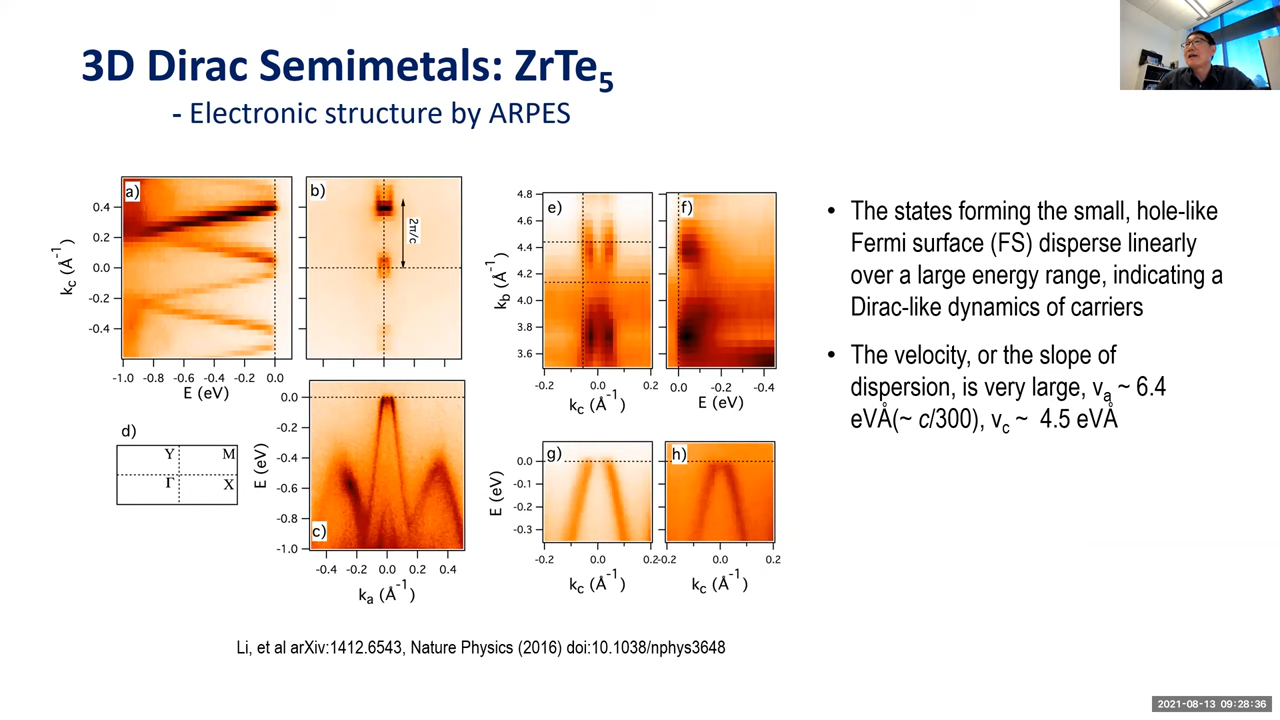 3D Dirac Semimetals: ZrTe5
- Electronic structure by ARPES
a)
0.4
0.2
0.0
-0.2
-0.4
kc (Å-1)
-1.0 -0.8 -0.6 -0.4 -0.2 0.0
E (eV)
b)
2π/c
c)
0.0
-0.2
-0.4
-0.6
-0.8
-1.0
E (eV)
-0.4 -0.2 0.0 0.2 0.4
ka (Å-1)
d)
Y M
Γ X
e)
4.8
4.6
4.4
4.2
4.0
3.8
3.6
kb (Å-1)
-0.2 0.0 0.2
kc (Å-1)
f)
0.0 -0.2 -0.4
E (eV)
g)
0.0
-0.1
-0.2
-0.3
E (eV)
-0.2 0.0 0.2
kc (Å-1)
h)
-0.2 0.0 0.2
kc (Å-1)
• The states forming the small, hole-like
Fermi surface (FS) disperse linearly
over a large energy range, indicating a
Dirac-like dynamics of carriers
• The velocity, or the slope of
dispersion, is very large, va ~ 6.4
eVÅ(~ c/300), vc ~ 4.5 eVÅ
Li, et al arXiv:1412.6543, Nature Physics (2016) doi:10.1038/nphys3648
2021-08-13 09:28:36